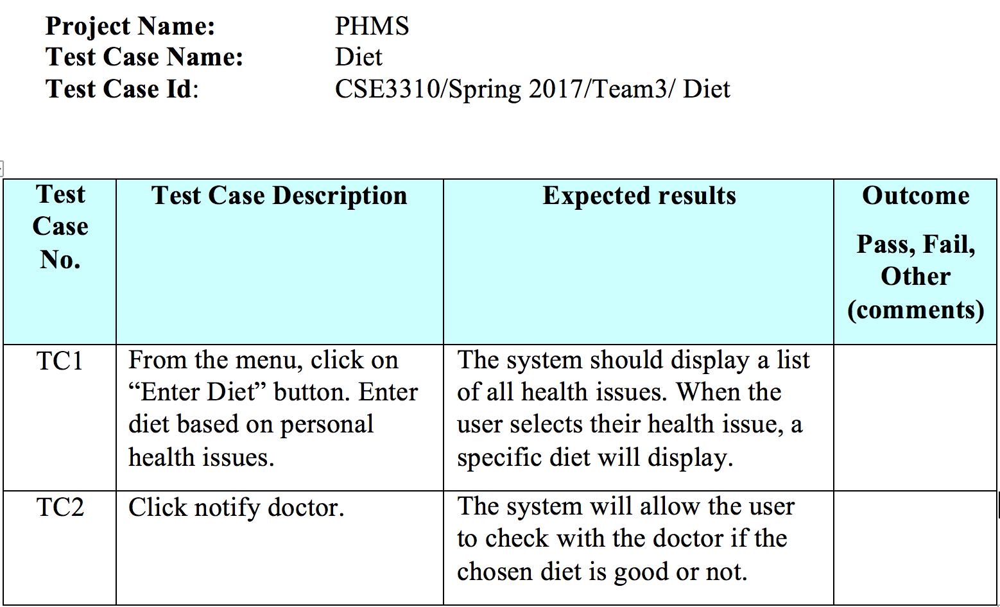 Project Name: PHMS
Test Case Name: Diet
Test Case Id: CSE3310/Spring 2017/Team3/ Diet
Test
Case
No.
Test Case Description
Expected results
Outcome
Pass, Fail,
Other
(comments)
TC1
From the menu, click on
“Enter Diet” button. Enter
diet based on personal
health issues.
The system should display a list
of all health issues. When the
user selects their health issue, a
specific diet will display.
TC2
Click notify doctor.
The system will allow the user
to check with the doctor if the
chosen diet is good or not.